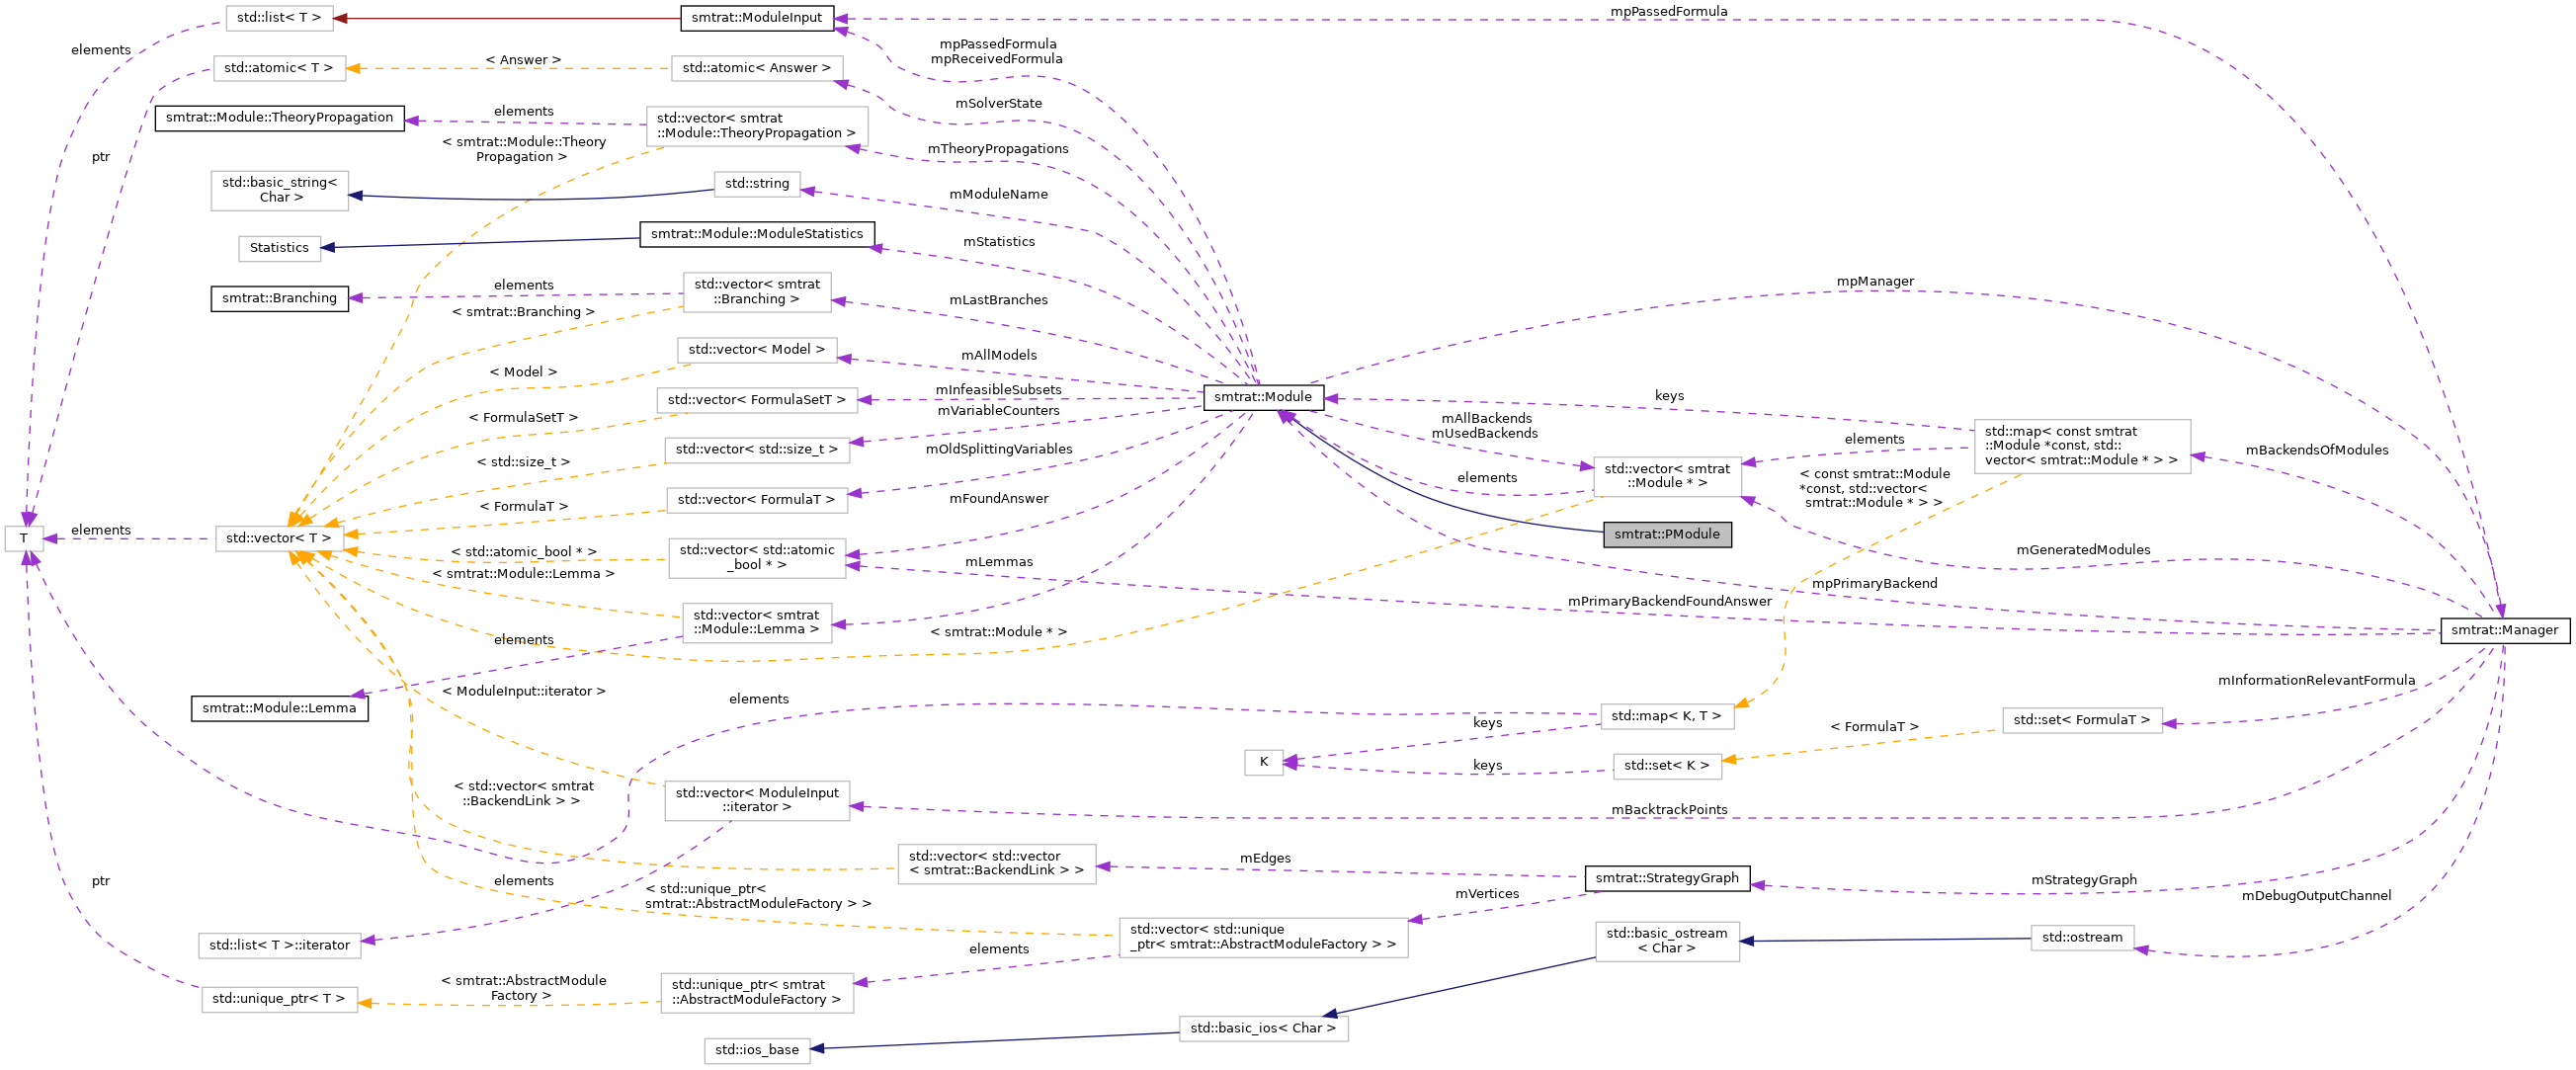 std::list< T >
smtrat::ModuleInput
mpPassedFormula
elements
mpPassedFormula
mpReceivedFormula
std::atomic< T >
< Answer >
std::atomic< Answer >
mSolverState
smtrat::Module::TheoryPropagation
elements
std::vector< smtrat
::Module::TheoryPropagation >
< smtrat::Module::Theory
Propagation >
mTheoryPropagations
ptr
std::basic_string<
Char >
std::string
mModuleName
Statistics
smtrat::Module::ModuleStatistics
mStatistics
smtrat::Branching
elements
std::vector< smtrat
::Branching >
mLastBranches
mpManager
< smtrat::Branching >
std::vector< Model >
mAllModels
< Model >
std::vector< FormulaSetT >
mInfeasibleSubsets
smtrat::Module
keys
< FormulaSetT >
mVariableCounters
mAllBackends
mUsedBackends
elements
std::map< const smtrat
::Module *const, std::
vector< smtrat::Module * > >
mBackendsOfModules
std::vector< std::size_t >
< std::size_t >
mOldSplittingVariables
std::vector< smtrat
::Module * >
elements
< const smtrat::Module
*const, std::vector<
smtrat::Module * > >
std::vector< FormulaT >
< FormulaT >
mFoundAnswer
T
elements
std::vector< T >
smtrat::PModule
< std::atomic_bool * >
std::vector< std::atomic
_bool * >
mGeneratedModules
< smtrat::Module::Lemma >
mLemmas
mpPrimaryBackend
mPrimaryBackendFoundAnswer
std::vector< smtrat
::Module::Lemma >
elements
< smtrat::Module * >
smtrat::Manager
smtrat::Module::Lemma
< ModuleInput::iterator >
elements
std::map< K, T >
keys
mInformationRelevantFormula
std::set< FormulaT >
< FormulaT >
K
keys
std::set< K >
< std::vector< smtrat
::BackendLink > >
std::vector< ModuleInput
::iterator >
mBacktrackPoints
std::vector< std::vector
< smtrat::BackendLink > >
mEdges
smtrat::StrategyGraph
mStrategyGraph
ptr
elements
< std::unique_ptr<
smtrat::AbstractModuleFactory > >
mVertices
mDebugOutputChannel
std::list< T >::iterator
std::vector< std::unique
_ptr< smtrat::AbstractModuleFactory > >
std::basic_ostream
< Char >
std::ostream
elements
std::unique_ptr< T >
< smtrat::AbstractModule
Factory >
std::unique_ptr< smtrat
::AbstractModuleFactory >
std::basic_ios< Char >
std::ios_base